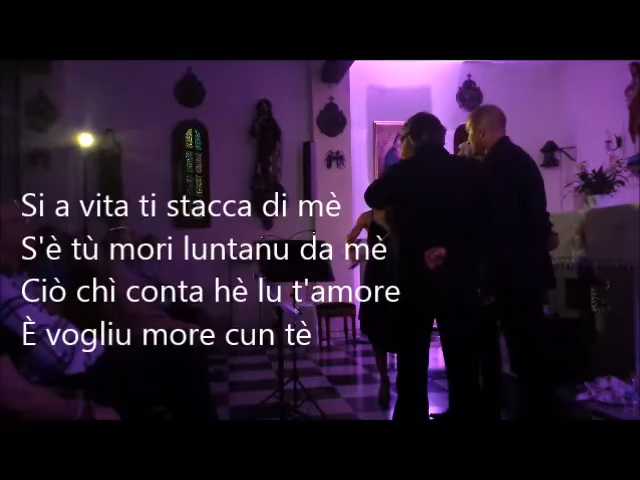 Si a vita ti stacca di mè
S'è tù mori luntanu da mè
Ciò chì conta hè lu t'amore
È vogliu more cun tè